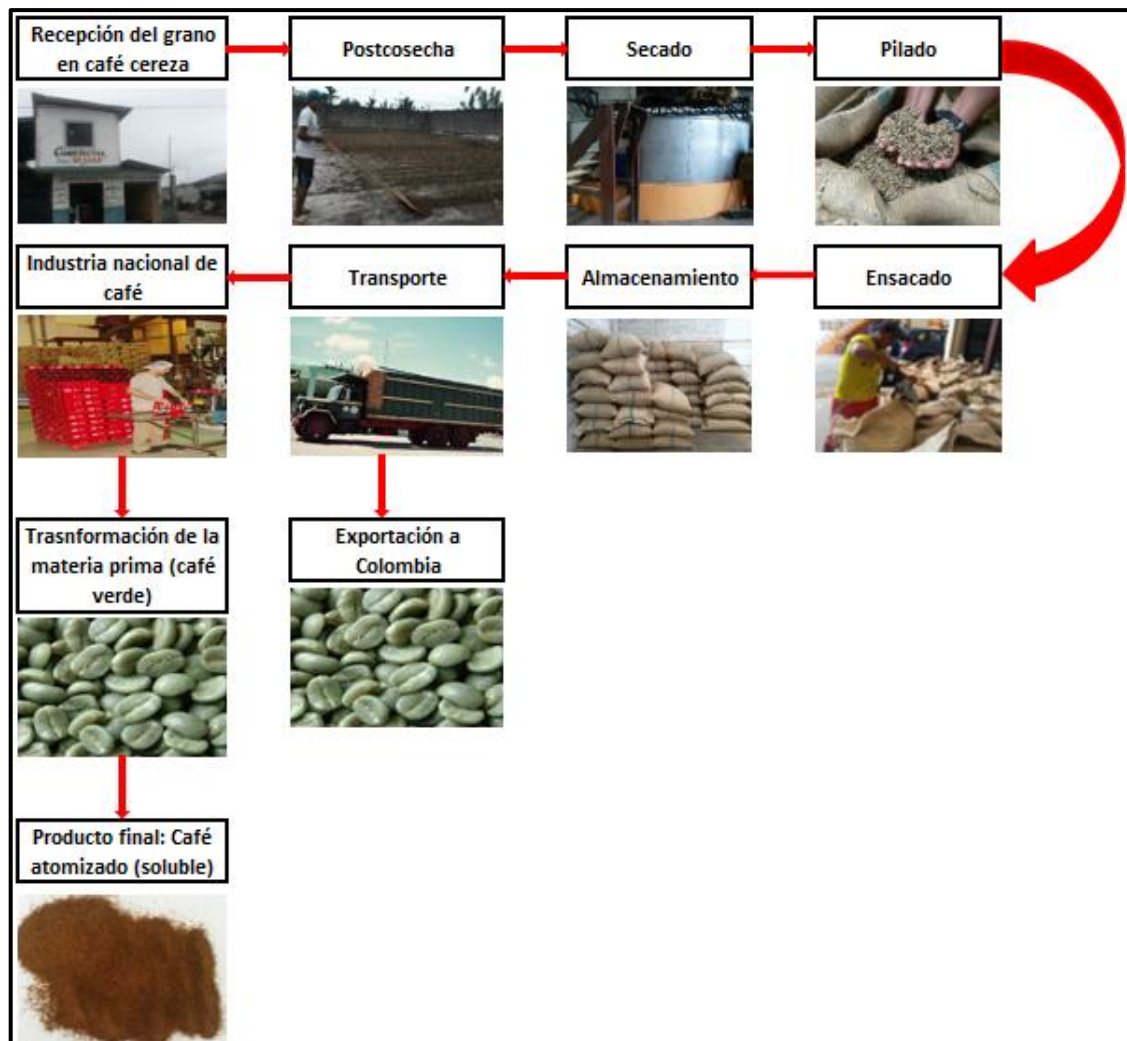 Recepción del grano
en café cereza
Postcosecha
Secado
Pilado
Industria nacional de
café
Transporte
Almacenamiento
Ensacado
Trasnformación de la
materia prima (café
verde)
Exportación a
Colombia
Producto final: Café
atomizado (soluble)